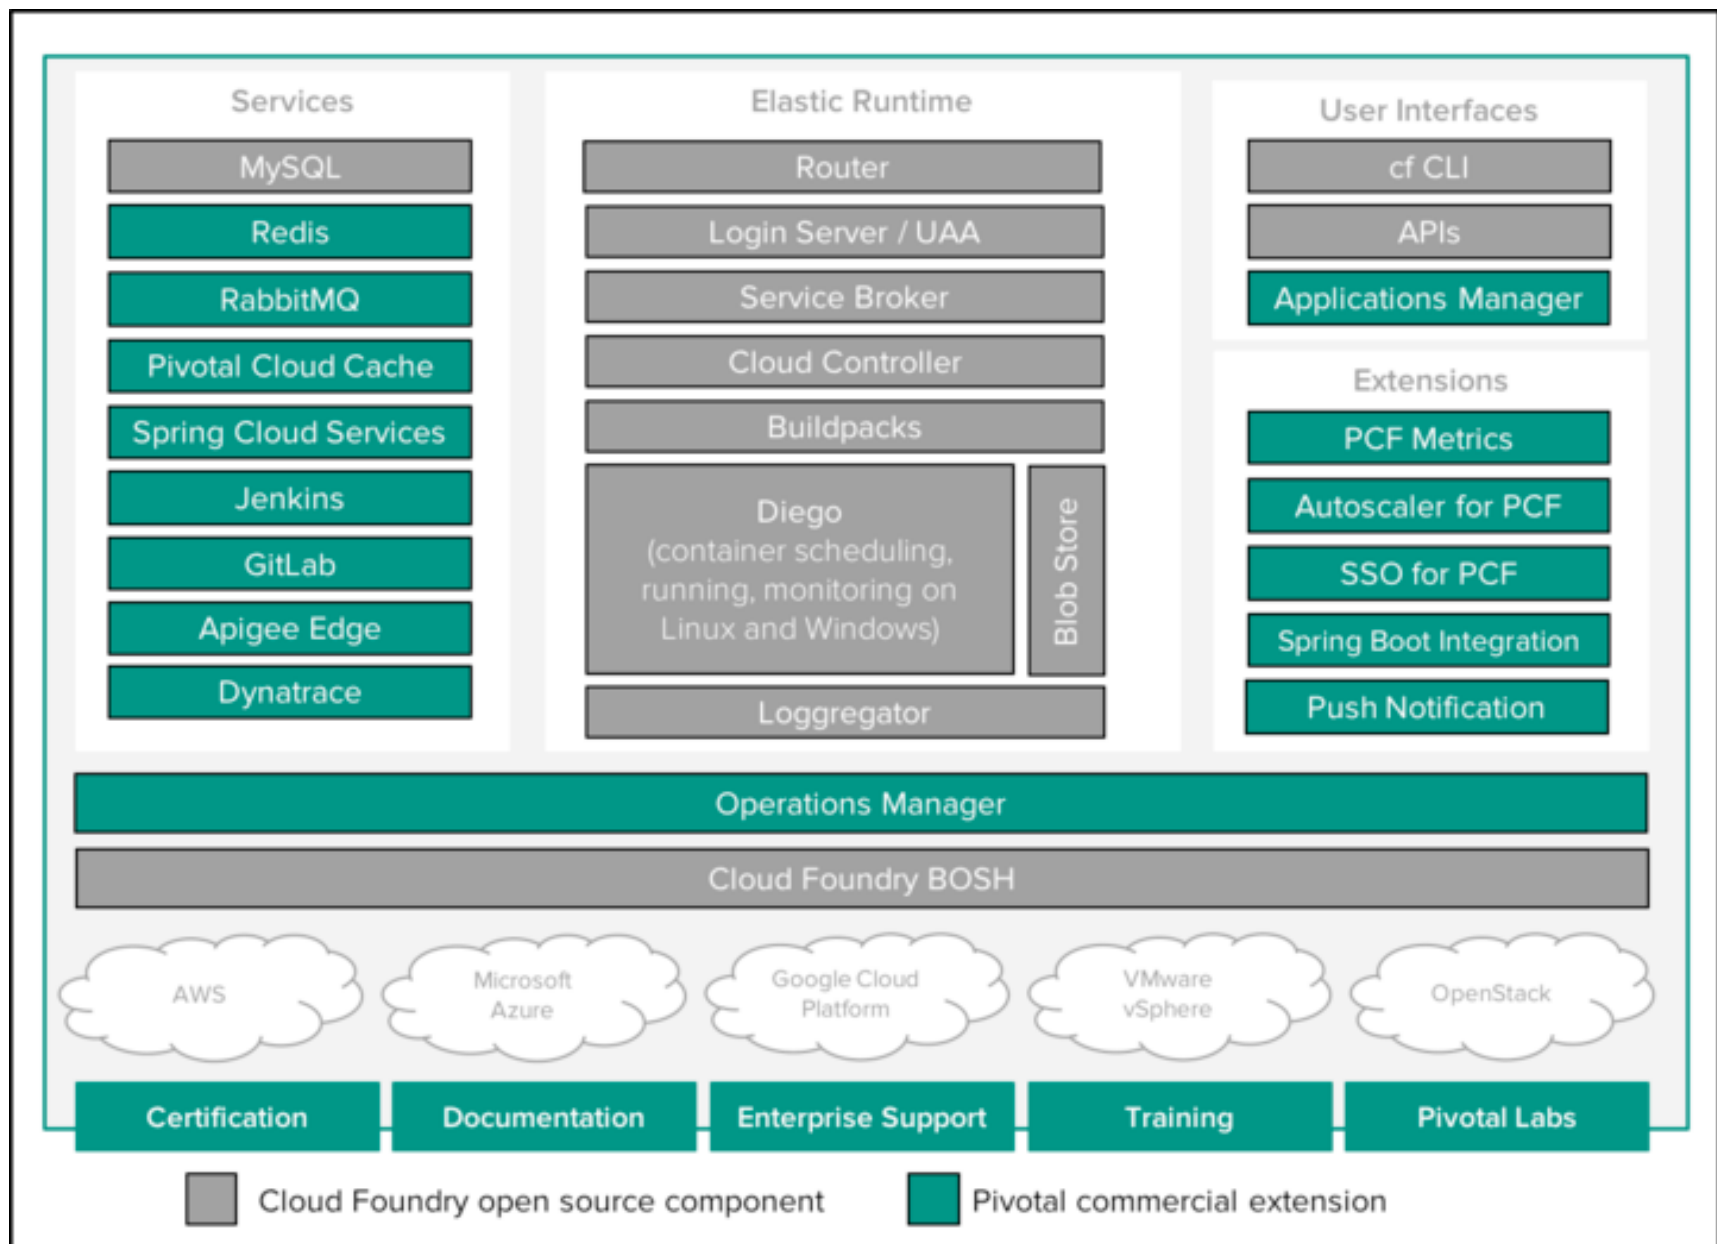 Services
MySQL
Redis
RabbitMQ
Pivotal Cloud Cache
Spring Cloud Services
Jenkins
GitLab
Apigee Edge
Dynatrace
Elastic Runtime
Router
Login Server / UAA
Service Broker
Cloud Controller
Buildpacks
Diego
(container scheduling,
running, monitoring on
Linux and Windows)
Blob Store
Loggregator
User Interfaces
cf CLI
APIs
Applications Manager
Extensions
PCF Metrics
Autoscaler for PCF
SSO for PCF
Spring Boot Integration
Push Notification
Operations Manager
Cloud Foundry BOSH
AWS
Microsoft
Azure
Google Cloud
Platform
VMware
vSphere
OpenStack
Certification
Documentation
Enterprise Support
Training
Pivotal Labs
Cloud Foundry open source component
Pivotal commercial extension